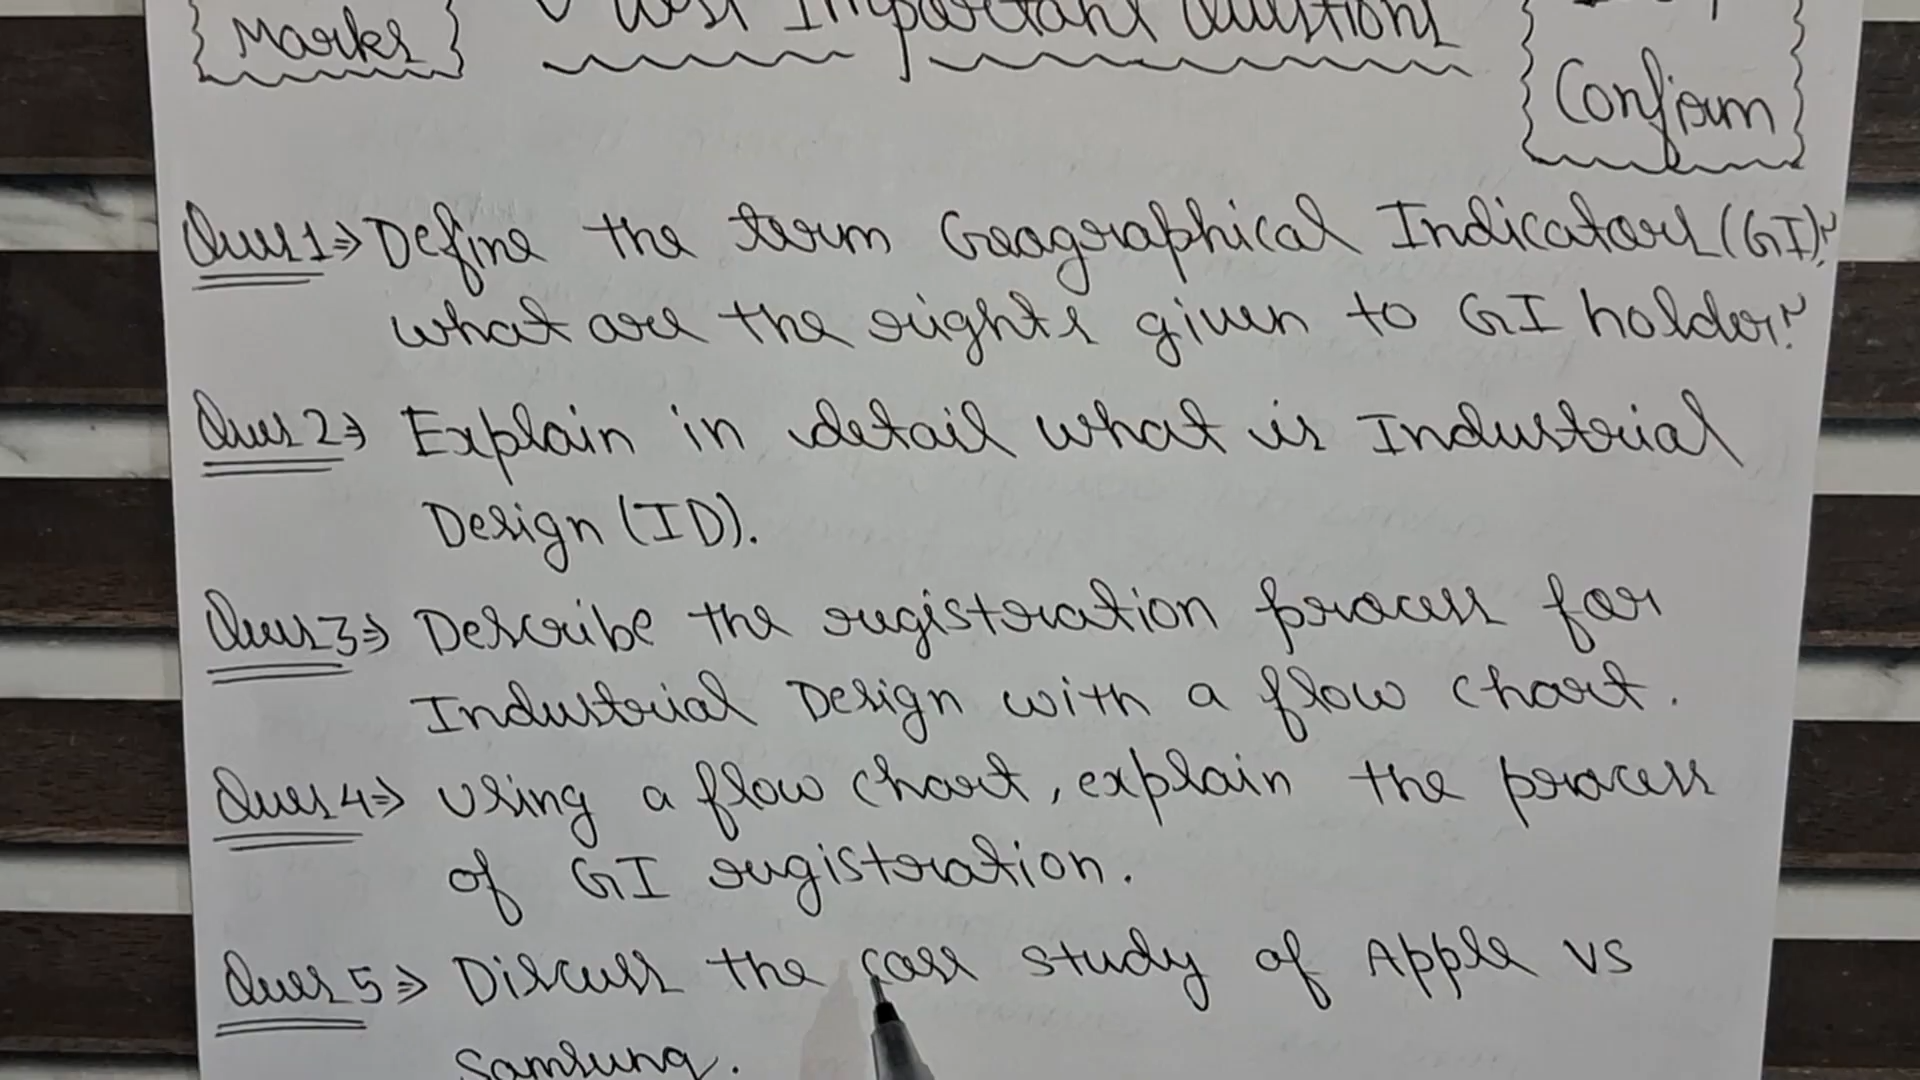 Marks
Most Important Questions
Confirm
Ques 1⇒ Define the term Geographical Indicators (GI)?
what are the rights given to GI holder?
Ques 2⇒ Explain in detail what is Industrial
Design (ID).
Ques 3⇒ Describe the registration process for
Industrial Design with a flow chart.
Ques 4⇒ Using a flow chart, explain the process
of GI registration.
Ques 5⇒ Discuss the case study of Apple vs
Samsung.